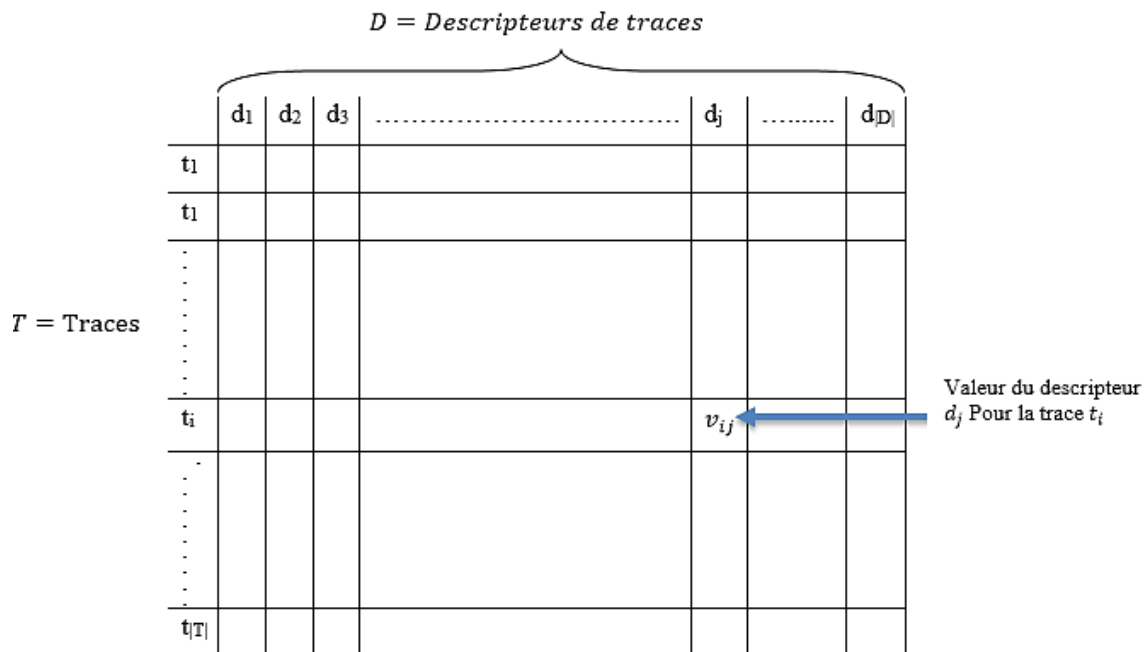 D = Descripteurs de traces
d₁ d₂ d₃ .................................. dⱼ ........... d|D|
t₁
t₁
T = Traces
Valeur du descripteur
tᵢ vᵢⱼ dⱼ Pour la trace tᵢ
t|T|